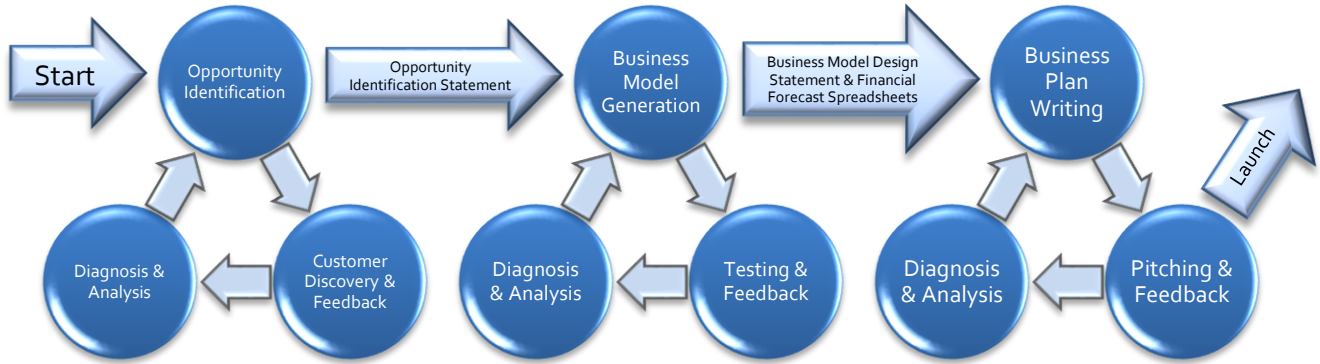 Start
Opportunity
Identification
Opportunity
Identification Statement
Business
Model
Generation
Business Model Design
Statement & Financial
Forecast Spreadsheets
Business
Plan
Writing
Launch
Diagnosis &
Analysis
Customer
Discovery &
Feedback
Diagnosis
& Analysis
Testing &
Feedback
Diagnosis
& Analysis
Pitching &
Feedback